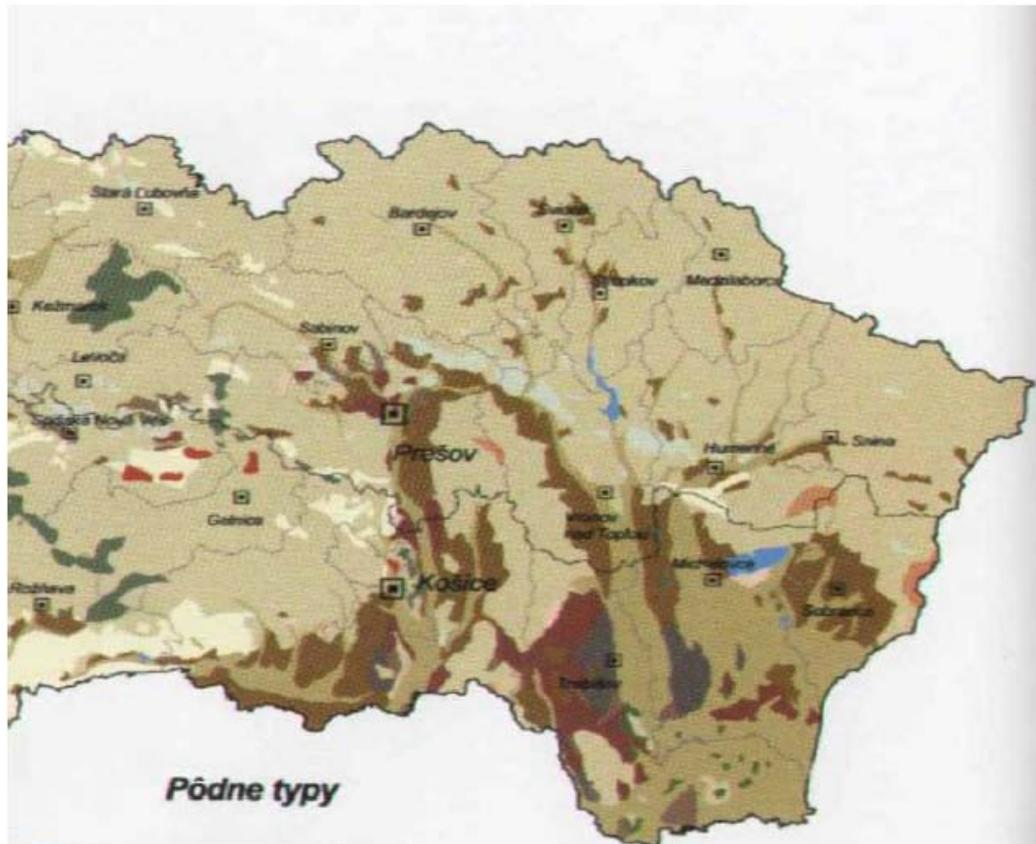 Stará Ľubovňa
Bardejov
Svidník
Stropkov
Medzilaborce
Kežmarok
Sabinov
Levoča
Spišská Nová Ves
Prešov
Humenné
Snina
Gelnica
Vranov
nad Topľou
Michalovce
Rožňava
Košice
Sobrance
Trebišov
Pôdne typy